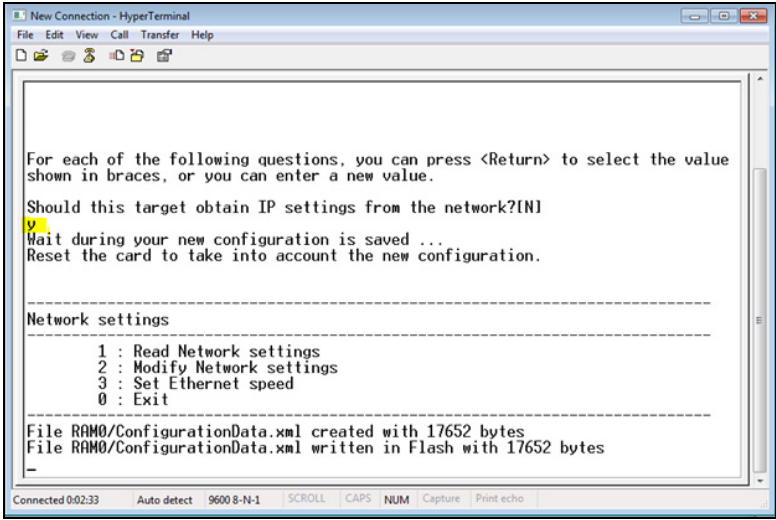 New Connection - HyperTerminal
File Edit View Call Transfer Help
For each of the following questions, you can press <Return> to select the value
shown in braces, or you can enter a new value.
Should this target obtain IP settings from the network?[N]
y
Wait during your new configuration is saved ...
Reset the card to take into account the new configuration.
--------------------------------------------------------------------------------
Network settings
--------------------------------------------------------------------------------
1 : Read Network settings
2 : Modify Network settings
3 : Set Ethernet speed
0 : Exit
--------------------------------------------------------------------------------
File RAM0/ConfigurationData.xml created with 17652 bytes
File RAM0/ConfigurationData.xml written in Flash with 17652 bytes
_
Connected 0:02:33 Auto detect 9600 8-N-1 SCROLL CAPS NUM Capture Print echo